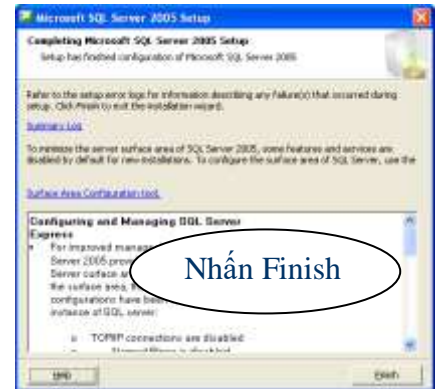 Microsoft SQL Server 2005 Setup
Completing Microsoft SQL Server 2005 Setup
Setup has finished configuration of Microsoft SQL Server 2005
Refer to the setup error logs for information describing any failure(s) that occurred during
setup. Click Finish to exit the installation wizard.
Summary Log
To minimize the server surface area of SQL Server 2005, some features and services are
disabled by default for new installations. To configure the surface area of SQL Server, use the
Surface Area Configuration tool.
Configuring and Managing SQL Server
Express
• For improved manage
Server 2005 prov
Server surface ar
the surface area,
configurations have been
instance of SQL server:
o TCP/IP connections are disabled
Nhấn Finish
Help
Finish